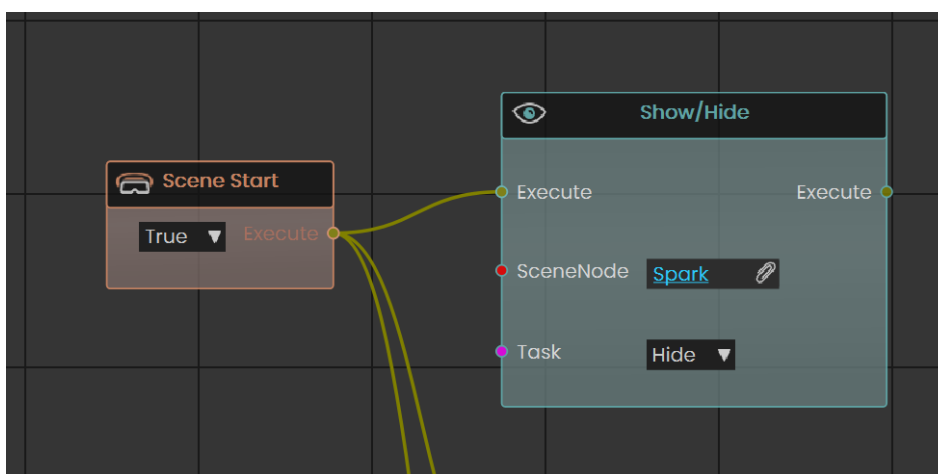 Scene Start
True Execute
Show/Hide
Execute Execute
SceneNode Spark
Task Hide